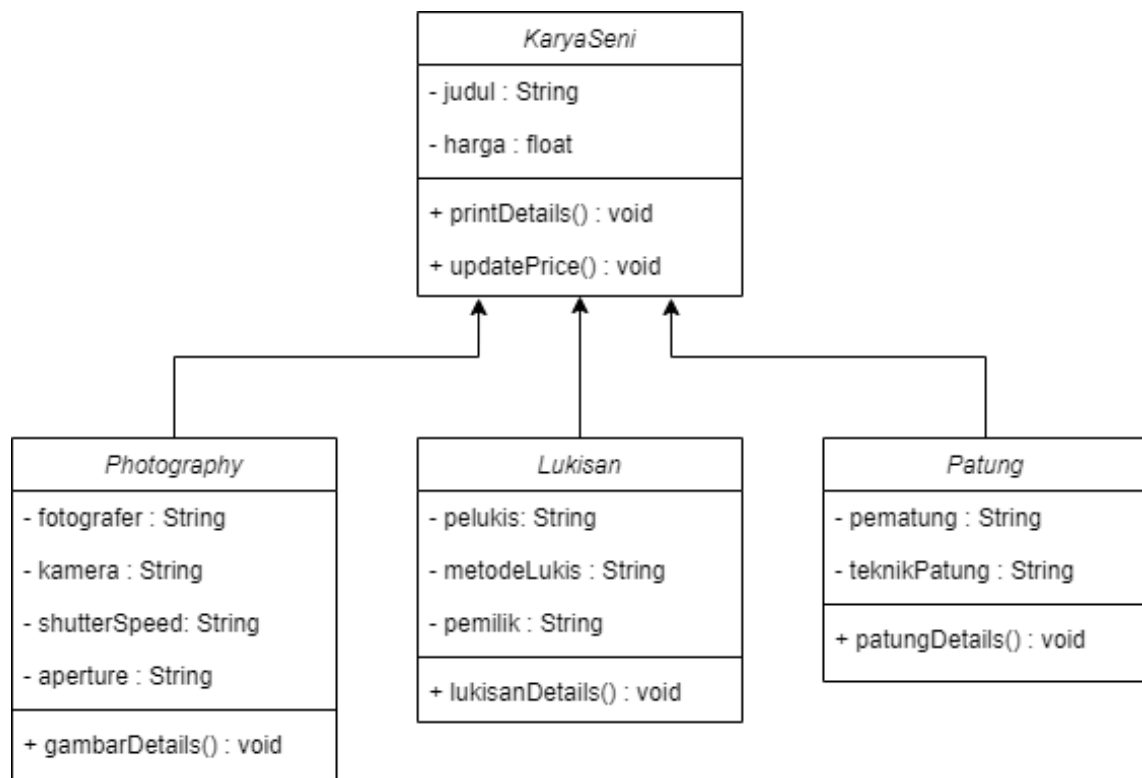 KaryaSeni
- judul : String
- harga : float
+ printDetails() : void
+ updatePrice() : void
Photography
- fotografer : String
- kamera : String
- shutterSpeed: String
- aperture : String
+ gambarDetails() : void
Lukisan
- pelukis: String
- metodeLukis : String
- pemilik : String
+ lukisanDetails() : void
Patung
- pematung : String
- teknikPatung : String
+ patungDetails() : void